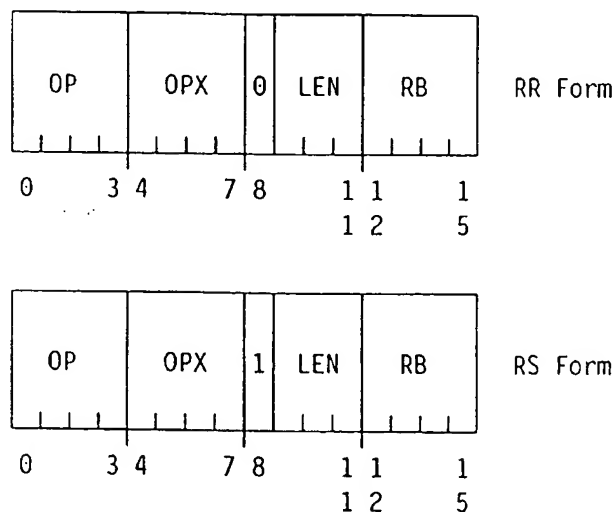 OP OPX 0 LEN RB RR Form
0 3 4 7 8 1 1 1
1 2 5
OP OPX 1 LEN RB RS Form
0 3 4 7 8 1 1 1
1 2 5